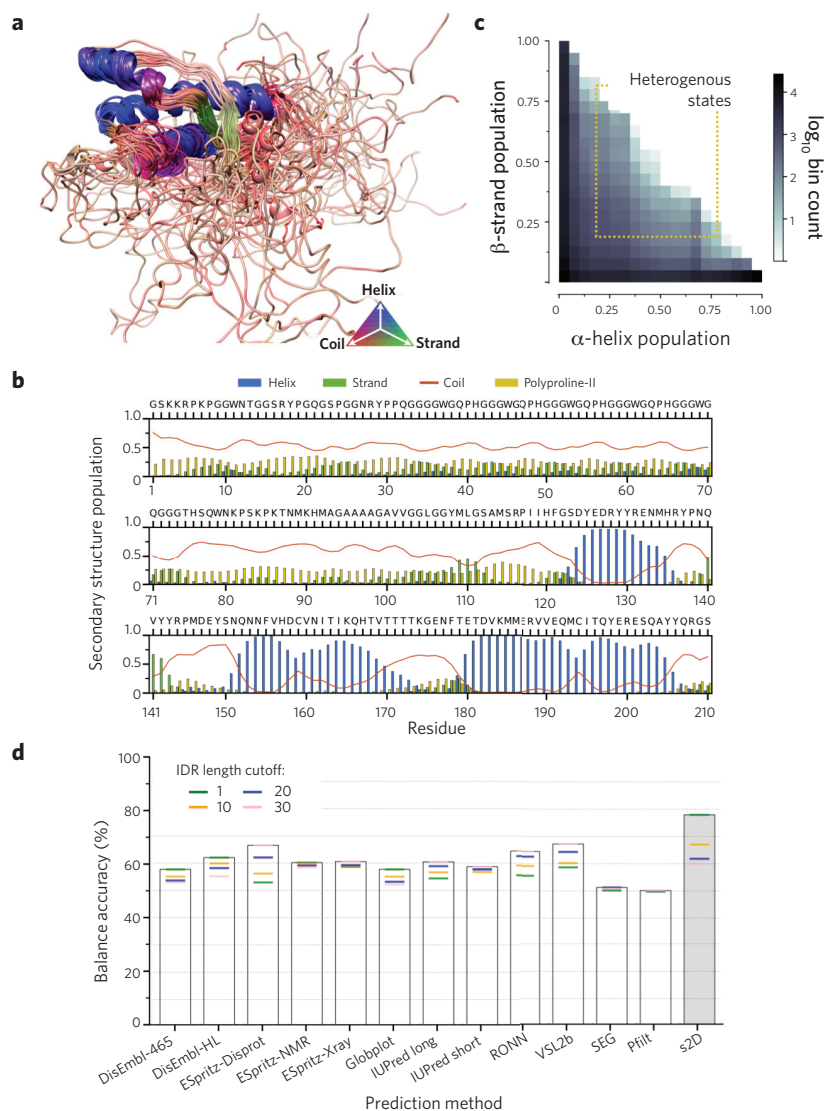 a
Helix
Coil
Strand
c
Heterogenous
states
1.00
0.75
0.50
0.25
0
0.25
0.50
0.75
1.00
β-strand population
α-helix population
4
3
2
1
log10 bin count
b
Helix
Strand
Coil
Polyproline-II
GSKKRPKPGGWNTGGSRYPGQGSPGGNRYPPQGGGGWGQPHGGGWGQPHGGGWGQPHGGGWGQPHGGGWG
1.0
0.5
0
1
10
20
30
40
50
60
70
QGGGTHSQWNKPSKPKTNMKHMAGAAAAGAVVGGLGGYMLGSAMSRPIIHFGSDYEDRYYRENMHRYPNQ
1.0
0.5
0
71
80
90
100
110
120
130
140
VYYRPMDEYSNQNNFVHDCVNITIKQHTVTTTTKGENFTETDVKMMERVVEQMCITQYERESQAYYQRGS
1.0
0.5
0
141
150
160
170
180
190
200
210
Secondary structure population
Residue
d
IDR length cutoff:
1
20
10
30
100
80
60
40
20
0
Balance accuracy (%)
DisEmbl-465
DisEmbl-HL
ESpritz-Disprot
ESpritz-NMR
ESpritz-Xray
Globplot
IUPred long
IUPred short
RONN
VSL2b
SEG
Pfilt
s2D
Prediction method